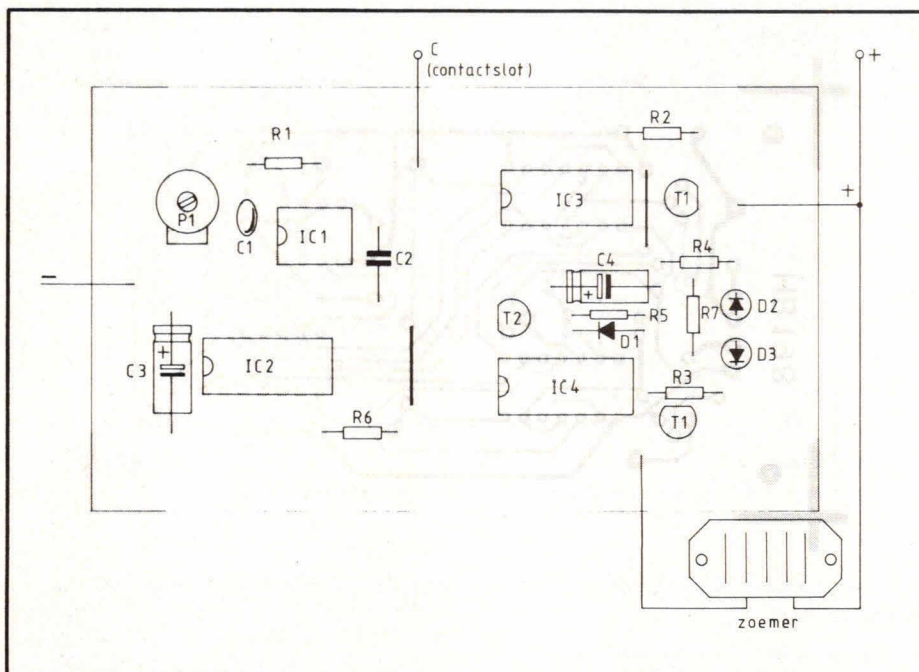 C
(contactslot)
+
R1
R2
P1
C1
IC1
C2
IC3
T1
+
R4
C4
+
R7
D2
R5
T2
D1
D3
−
C3
+
IC2
IC4
R3
T1
R6
zoemer